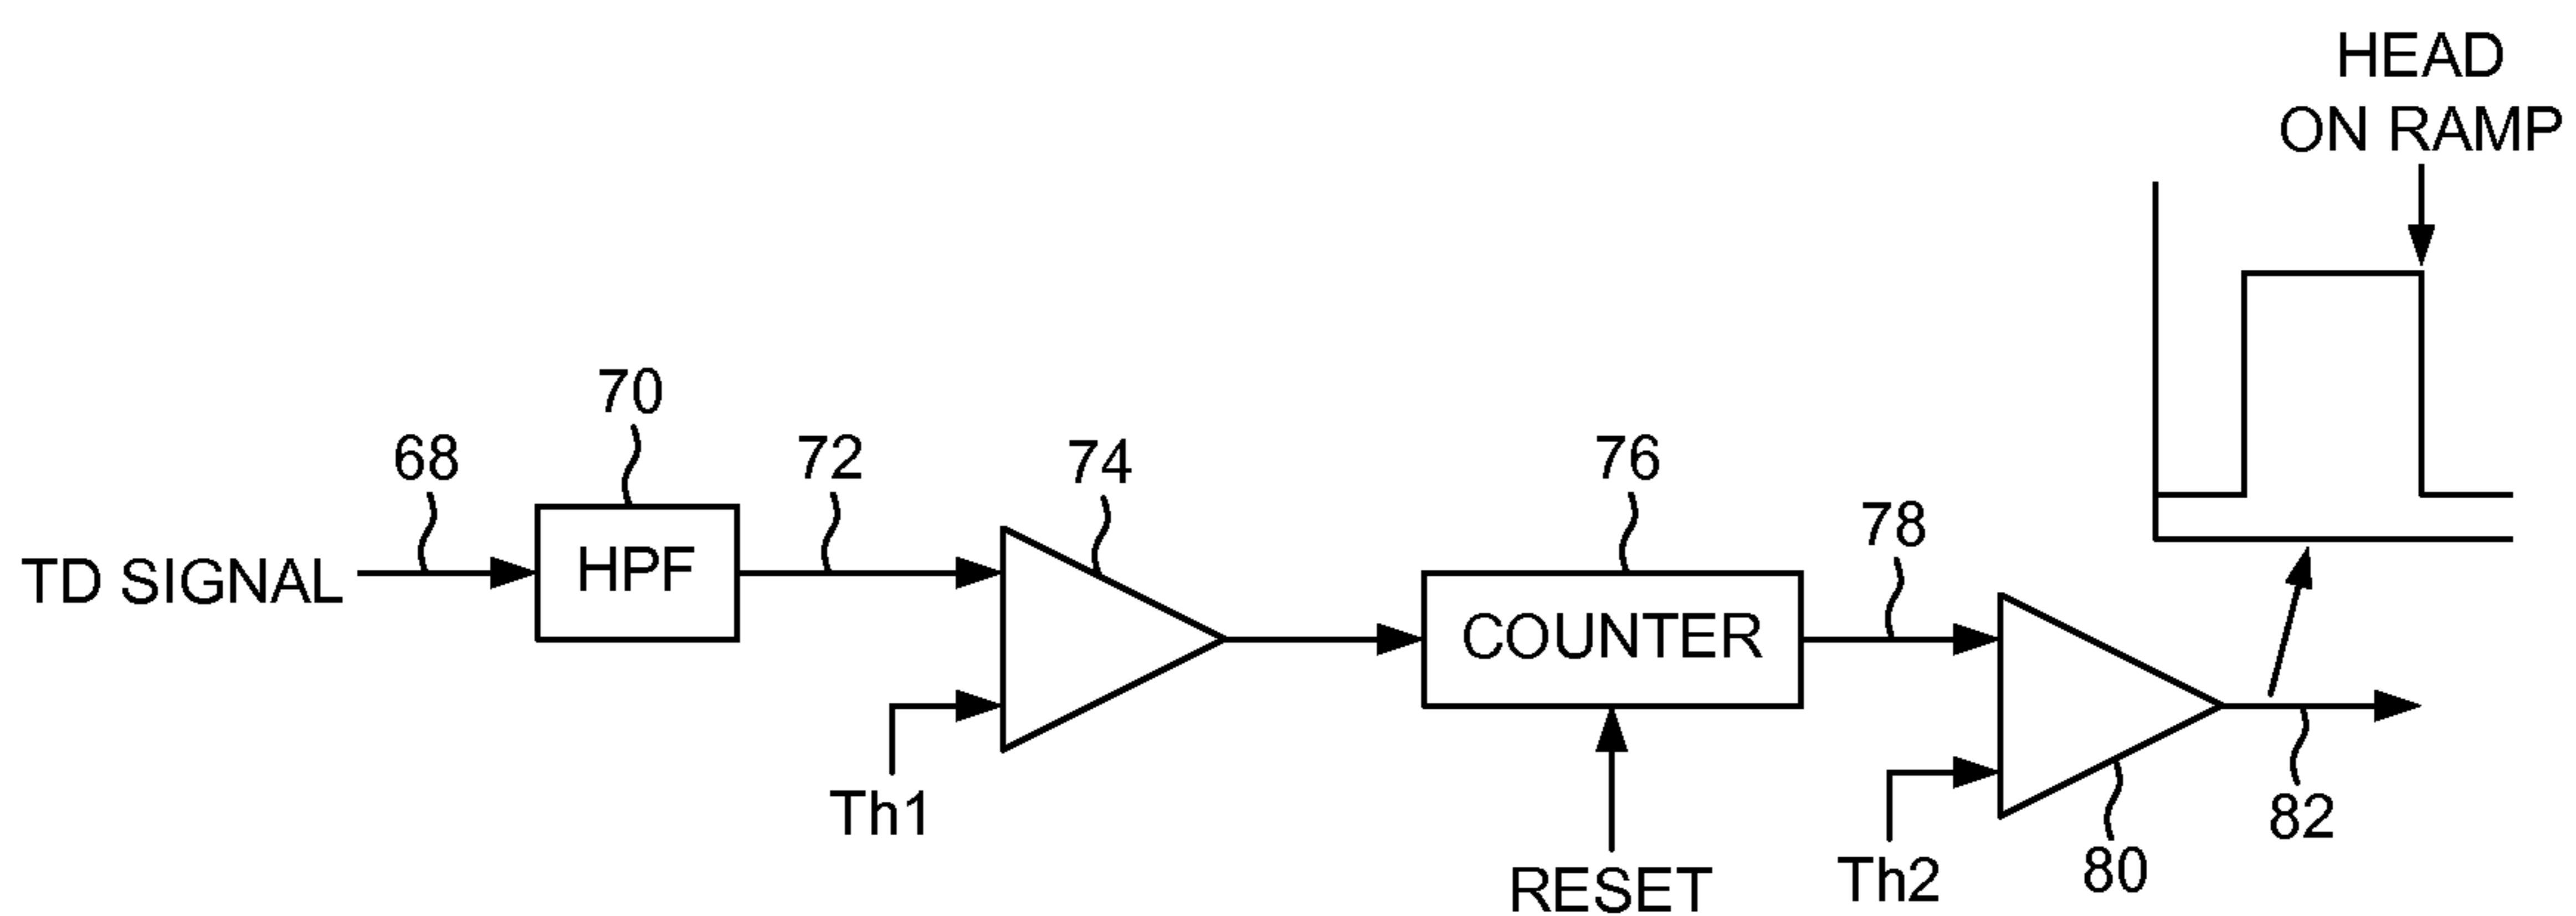 HEAD
ON RAMP
70
68
72
74
76
78
TD SIGNAL
HPF
COUNTER
Th1
RESET
Th2
80
82